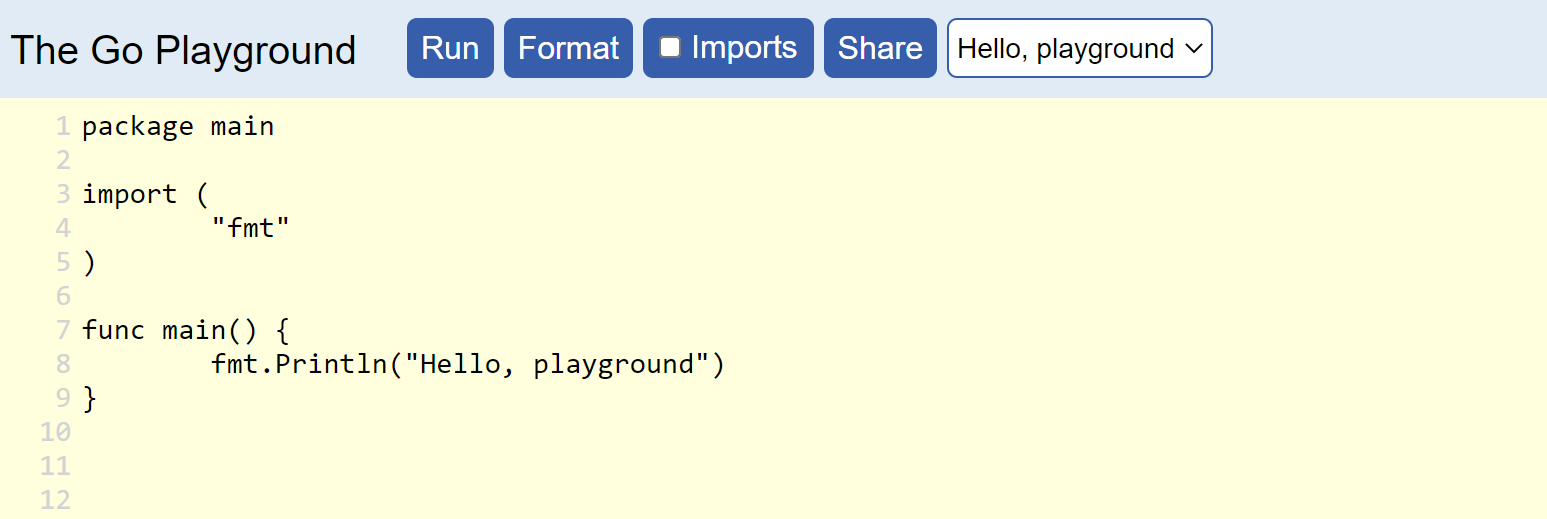 The Go Playground Run Format Imports Share Hello, playground
1 package main
2
3 import (
4         "fmt"
5 )
6
7 func main() {
8         fmt.Println("Hello, playground")
9 }
10
11
12